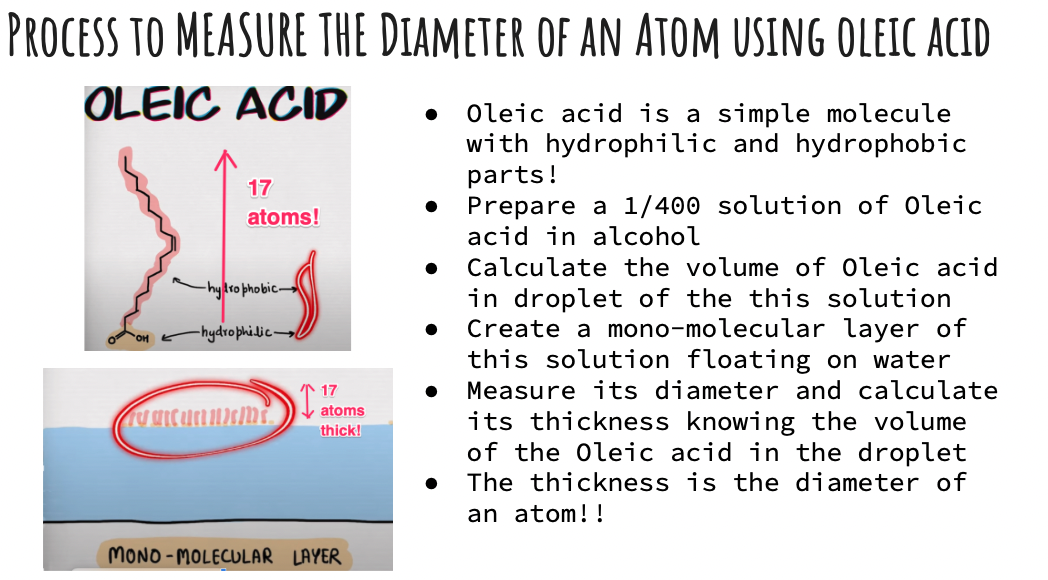 Process to MEASURE THE Diameter of an Atom using oleic acid
OLEIC ACID
17
atoms!
hydrophobic
hydrophilic
O
OH
17
atoms
thick!
MONO-MOLECULAR LAYER
● Oleic acid is a simple molecule
with hydrophilic and hydrophobic
parts!
● Prepare a 1/400 solution of Oleic
acid in alcohol
● Calculate the volume of Oleic acid
in droplet of the this solution
● Create a mono-molecular layer of
this solution floating on water
● Measure its diameter and calculate
its thickness knowing the volume
of the Oleic acid in the droplet
● The thickness is the diameter of
an atom!!